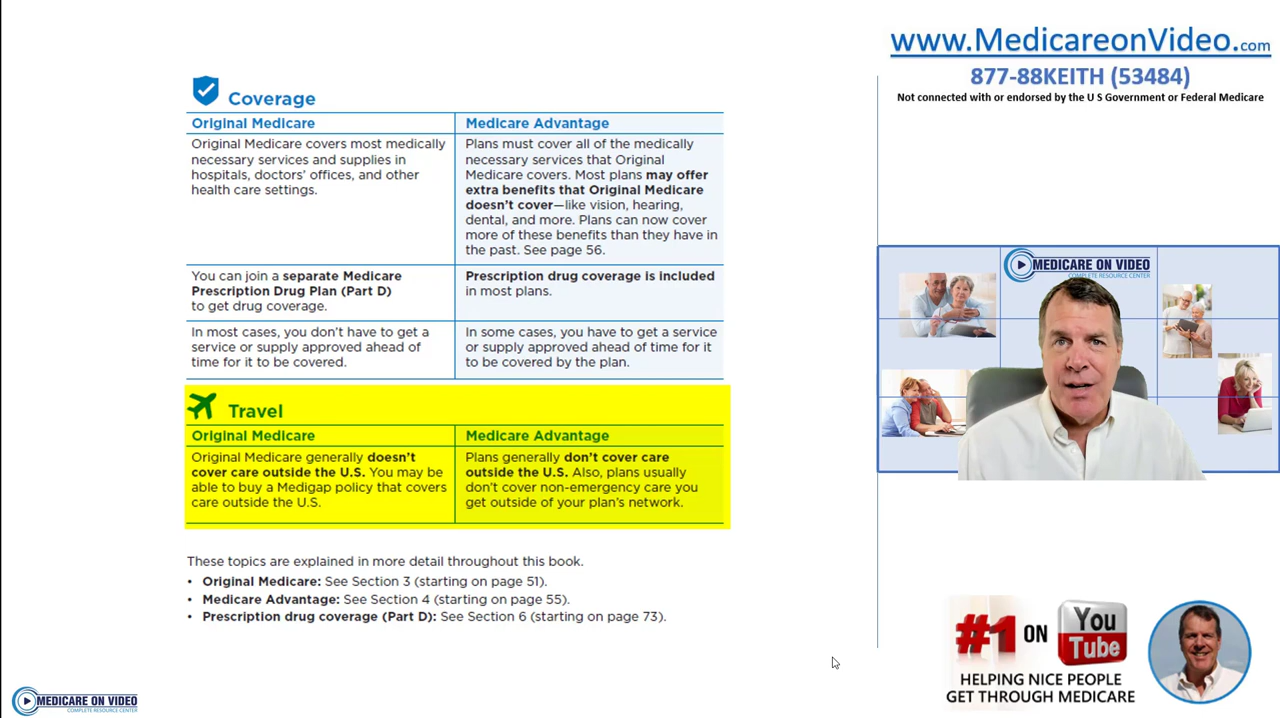 www.MedicareonVideo.com
877-88KEITH (53484)
Not connected with or endorsed by the U S Government or Federal Medicare
Coverage
Original Medicare
Medicare Advantage
Original Medicare covers most medically
necessary services and supplies in
hospitals, doctors' offices, and other
health care settings.
Plans must cover all of the medically
necessary services that Original
Medicare covers. Most plans may offer
extra benefits that Original Medicare
doesn't cover—like vision, hearing,
dental, and more. Plans can now cover
more of these benefits than they have in
the past. See page 56.
You can join a separate Medicare
Prescription Drug Plan (Part D)
to get drug coverage.
Prescription drug coverage is included
in most plans.
In most cases, you don't have to get a
service or supply approved ahead of
time for it to be covered.
In some cases, you have to get a service
or supply approved ahead of time for it
to be covered by the plan.
Travel
Original Medicare
Medicare Advantage
Original Medicare generally doesn't
cover care outside the U.S. You may be
able to buy a Medigap policy that covers
care outside the U.S.
Plans generally don't cover care
outside the U.S. Also, plans usually
don't cover non-emergency care you
get outside of your plan's network.
These topics are explained in more detail throughout this book.
• Original Medicare: See Section 3 (starting on page 51).
• Medicare Advantage: See Section 4 (starting on page 55).
• Prescription drug coverage (Part D): See Section 6 (starting on page 73).
MEDICARE ON VIDEO
COMPLETE RESOURCE CENTER
#1 ON You
Tube
HELPING NICE PEOPLE
GET THROUGH MEDICARE
MEDICARE ON VIDEO
COMPLETE RESOURCE CENTER